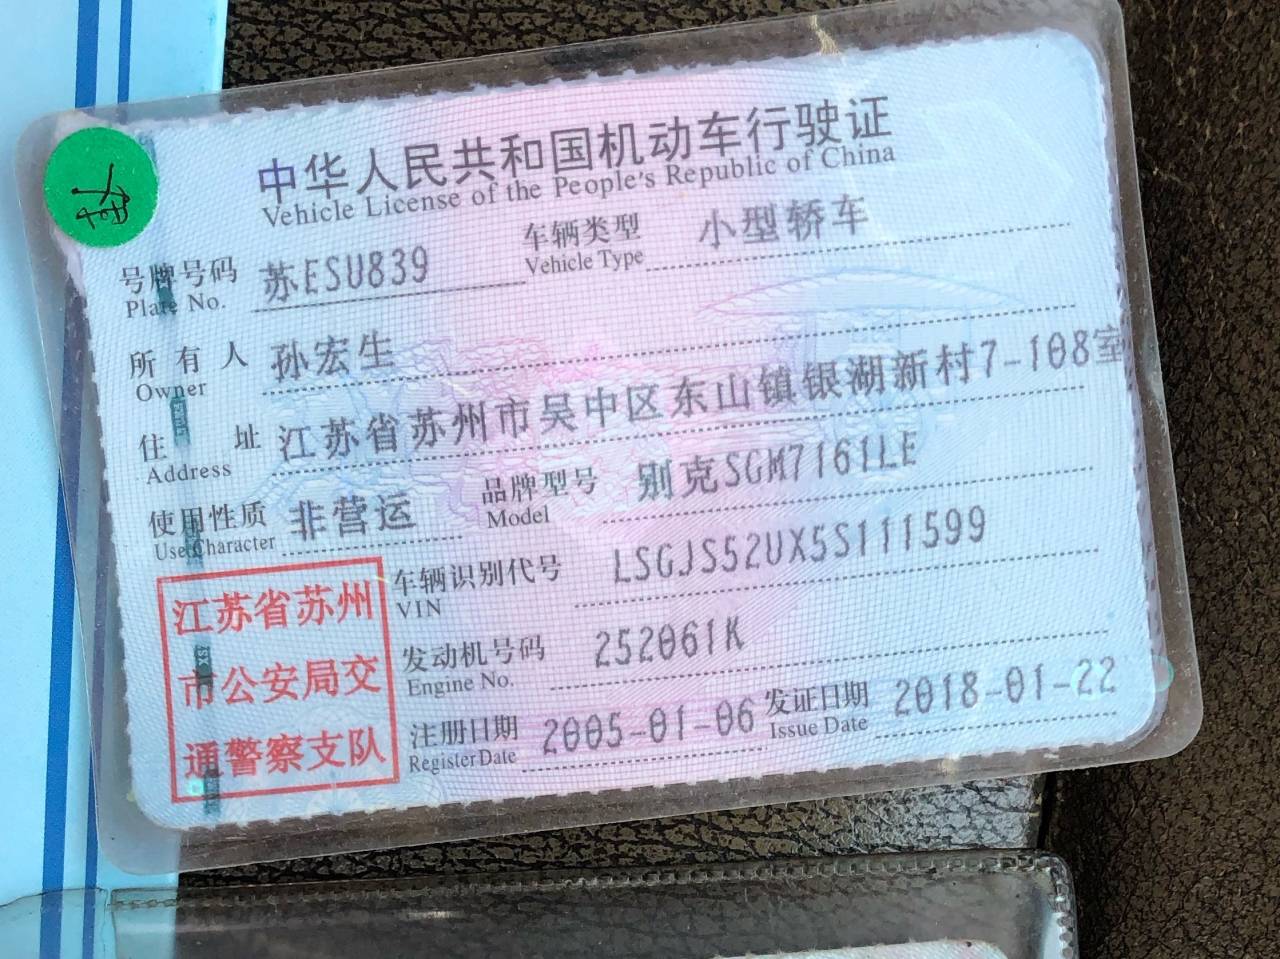 中华人民共和国机动车行驶证
Vehicle License of the People's Republic of China
号牌号码 苏ESU839 车辆类型 小型轿车
Plate No. Vehicle Type
所有人 孙宏生
Owner
住址 江苏省苏州市吴中区东山镇银湖新村7-108室
Address
使用性质 非营运 品牌型号 别克SGM7161LE
Use Character Model
江苏省苏州
市公安局交
通警察支队
车辆识别代号 LSGJS52UX5S111599
VIN
发动机号码 252061K
Engine No.
注册日期 2005-01-06 发证日期 2018-01-22
Register Date Issue Date